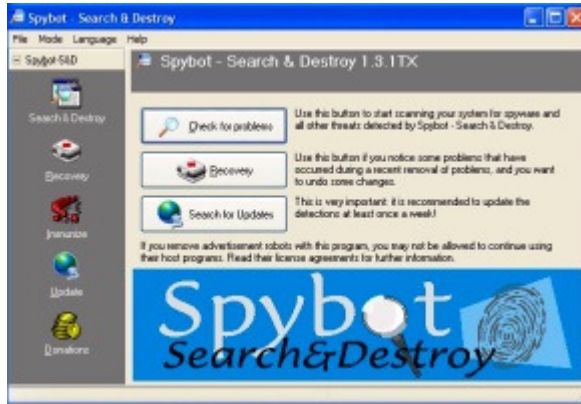 Spybot - Search & Destroy
File Mode Language Help
Spybot-S&D
Spybot - Search & Destroy 1.3.1TX
Search & Destroy
Recovery
Immunize
Update
Donations
Check for problems
Use this button to start scanning your system for spyware and
all other threats detected by Spybot - Search & Destroy.
Recovery
Use this button if you notice some problems that have
occured during a recent removal of problems, and you want
to undo some changes.
Search for Updates
This is very important: it is recommended to update the
detections at least once a week!
If you remove advertisement robots with this program, you may not be allowed to continue using
their host programs. Read their license agreements for further information.
Spybot
Search&Destroy